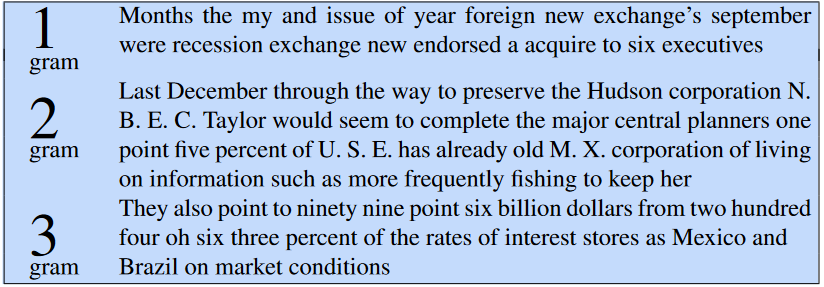 1
gram
Months the my and issue of year foreign new exchange's september
were recession exchange new endorsed a acquire to six executives
2
gram
Last December through the way to preserve the Hudson corporation N.
B. E. C. Taylor would seem to complete the major central planners one
point five percent of U. S. E. has already old M. X. corporation of living
on information such as more frequently fishing to keep her
3
gram
They also point to ninety nine point six billion dollars from two hundred
four oh six three percent of the rates of interest stores as Mexico and
Brazil on market conditions